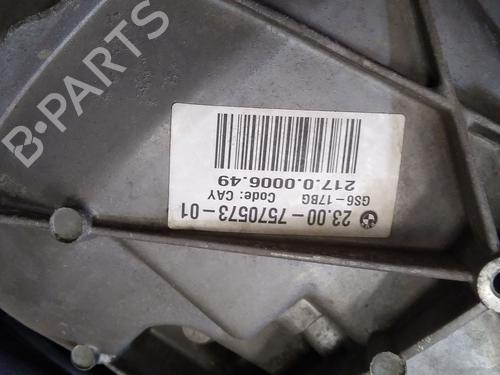 B-PARTS
23.00-7570573-01
GS6-17BG
Code: CAY
217.0.0006.49